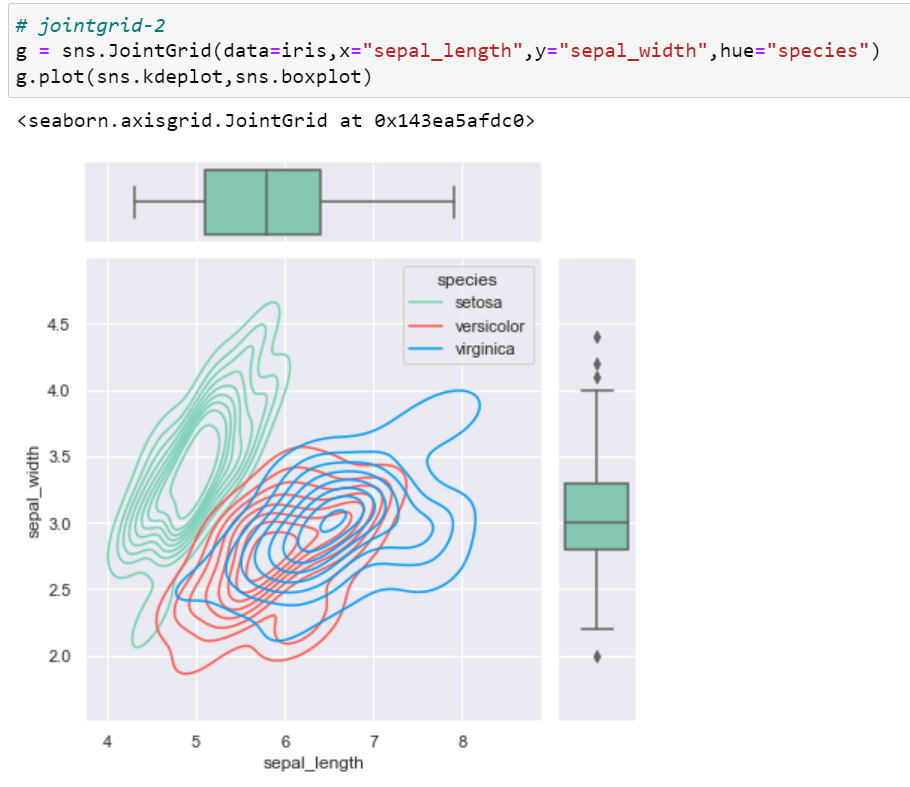 # jointgrid-2
g = sns.JointGrid(data=iris,x="sepal_length",y="sepal_width",hue="species")
g.plot(sns.kdeplot,sns.boxplot)
<seaborn.axisgrid.JointGrid at 0x143ea5afdc0>
species
setosa
versicolor
virginica
4.5
4.0
3.5
3.0
2.5
2.0
sepal_width
4 5 6 7 8
sepal_length